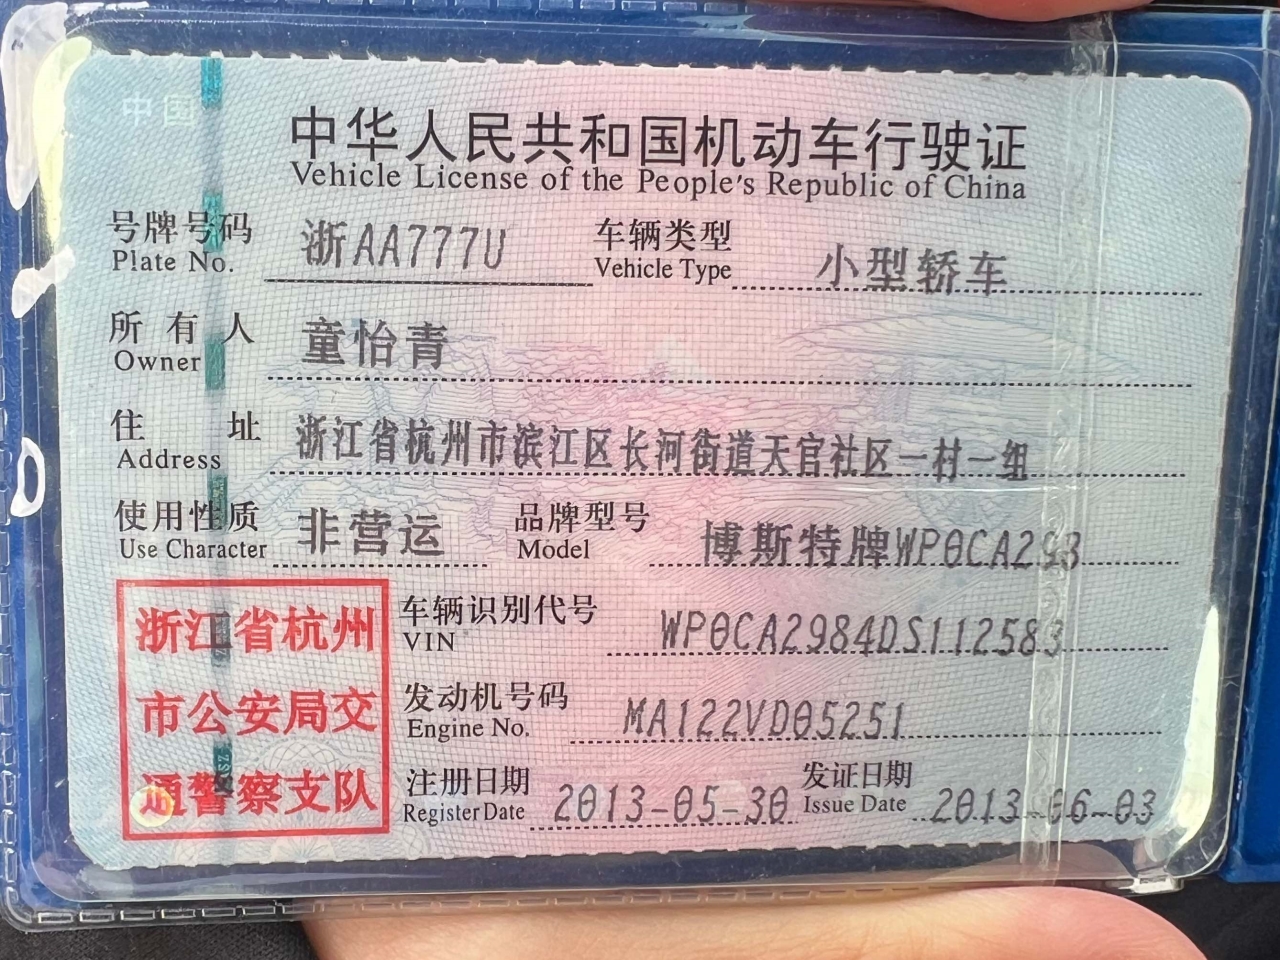 中国
中华人民共和国机动车行驶证
Vehicle License of the People's Republic of China
号牌号码 浙AA777U 车辆类型 小型轿车
Plate No. Vehicle Type
所有人 童怡青
Owner
住址 浙江省杭州市滨江区长河街道天官社区一村一组
Address
使用性质 非营运 品牌型号 博斯特牌WP0CA293
Use Character Model
浙江省杭州
市公安局交
通警察支队
车辆识别代号 WP0CA2984DS112583
VIN
发动机号码 MA122VD05251
Engine No.
注册日期 2013-05-30 发证日期 2013-06-03
Register Date Issue Date